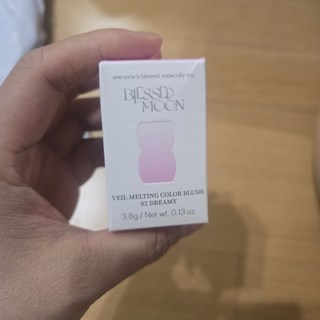 everyone is blessed, especially you.
BLESSED
MOON
VEIL MELTING COLOR BLUSH
02 DREAMY
3.8g / Net wt. 0.13 oz